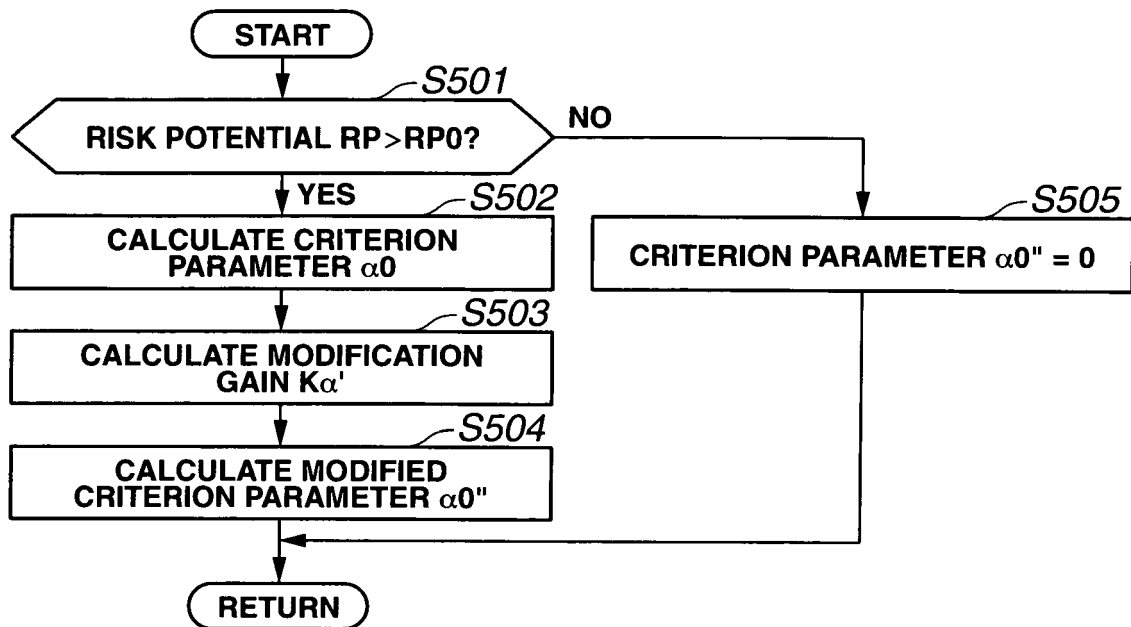 START
S501
RISK POTENTIAL RP>RP0?
NO
YES
S502
CALCULATE CRITERION
PARAMETER α0
S505
CRITERION PARAMETER α0" = 0
S503
CALCULATE MODIFICATION
GAIN Kα'
S504
CALCULATE MODIFIED
CRITERION PARAMETER α0"
RETURN